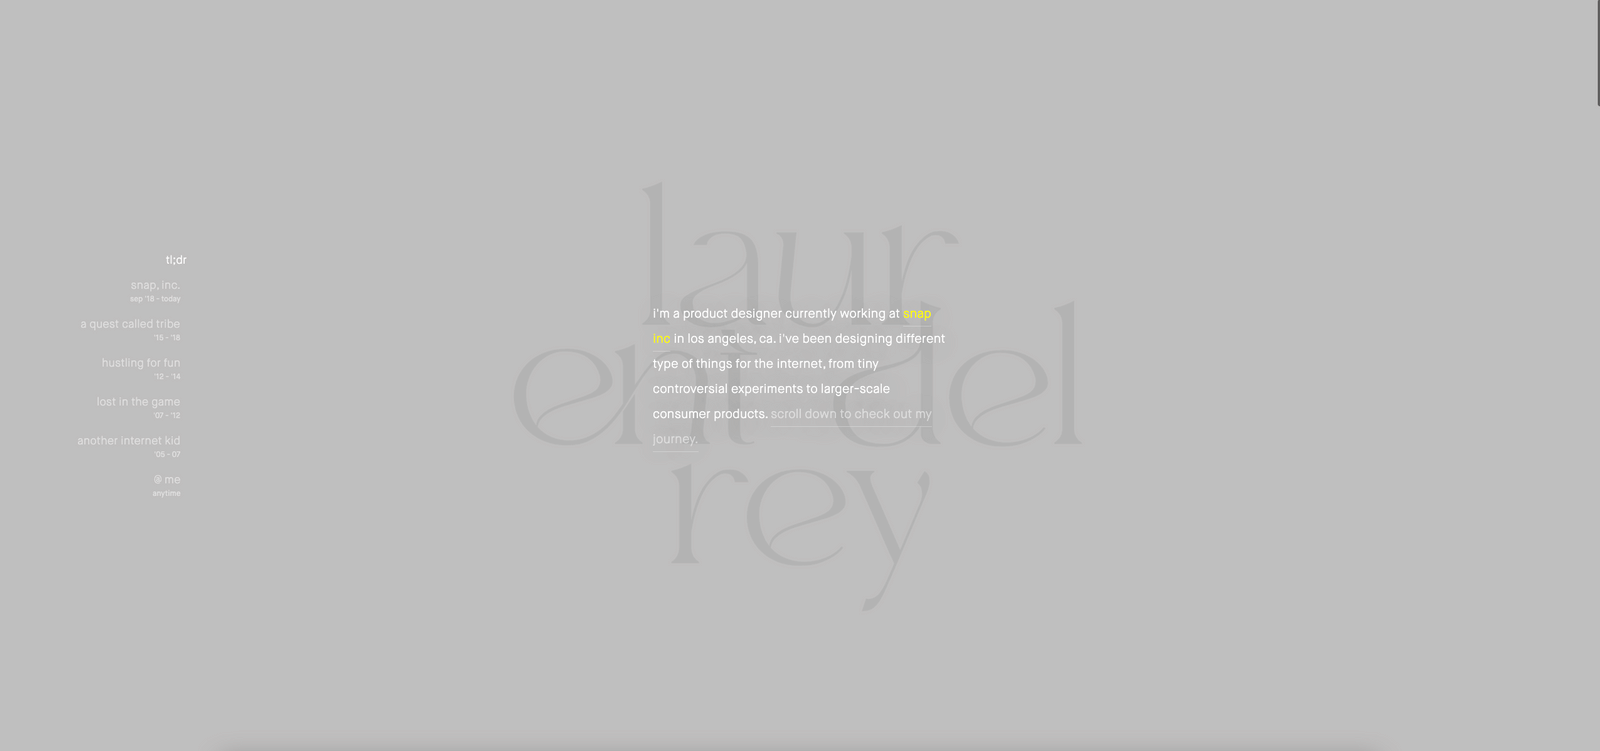 laur
ent del
rey
tl;dr
snap, inc.
sep '18 - today
a quest called tribe
'15 - '18
hustling for fun
'12 - '14
lost in the game
'07 - '12
another internet kid
'05 - 07
@ me
anytime
i'm a product designer currently working at snap
inc in los angeles, ca. i've been designing different
type of things for the internet, from tiny
controversial experiments to larger-scale
consumer products. scroll down to check out my
journey.